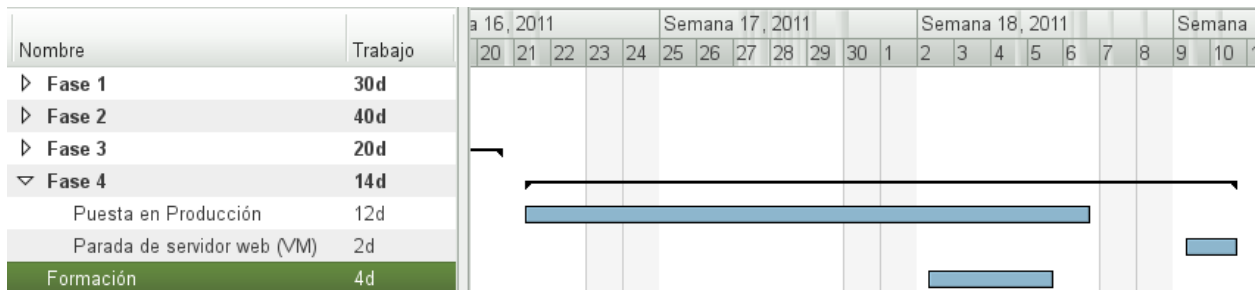 a 16, 2011 Semana 17, 2011 Semana 18, 2011 Semana
Nombre Trabajo 20 21 22 23 24 25 26 27 28 29 30 1 2 3 4 5 6 7 8 9 10 1
Fase 1 30d
Fase 2 40d
Fase 3 20d
Fase 4 14d
Puesta en Producción 12d
Parada de servidor web (VM) 2d
Formación 4d